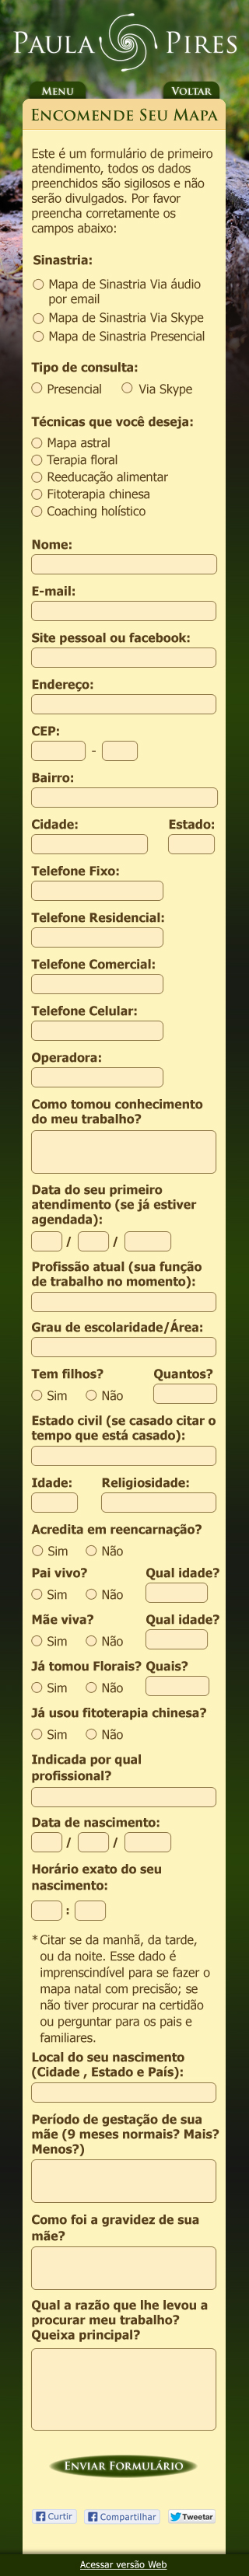 PAULA PIRES
MENU VOLTAR
ENCOMENDE SEU MAPA
Este é um formulário de primeiro
atendimento, todos os dados
preenchidos são sigilosos e não
serão divulgados. Por favor
preencha corretamente os
campos abaixo:
Sinastria:
Mapa de Sinastria Via áudio
por email
Mapa de Sinastria Via Skype
Mapa de Sinastria Presencial
Tipo de consulta:
Presencial Via Skype
Técnicas que você deseja:
Mapa astral
Terapia floral
Reeducação alimentar
Fitoterapia chinesa
Coaching holístico
Nome:
E-mail:
Site pessoal ou facebook:
Endereço:
CEP:
-
Bairro:
Cidade: Estado:
Telefone Fixo:
Telefone Residencial:
Telefone Comercial:
Telefone Celular:
Operadora:
Como tomou conhecimento
do meu trabalho?
Data do seu primeiro
atendimento (se já estiver
agendada):
/ /
Profissão atual (sua função
de trabalho no momento):
Grau de escolaridade/Área:
Tem filhos? Quantos?
Sim Não
Estado civil (se casado citar o
tempo que está casado):
Idade: Religiosidade:
Acredita em reencarnação?
Sim Não
Pai vivo? Qual idade?
Sim Não
Mãe viva? Qual idade?
Sim Não
Já tomou Florais? Quais?
Sim Não
Já usou fitoterapia chinesa?
Sim Não
Indicada por qual
profissional?
Data de nascimento:
/ /
Horário exato do seu
nascimento:
:
* Citar se da manhã, da tarde,
ou da noite. Esse dado é
imprenscindível para se fazer o
mapa natal com precisão; se
não tiver procurar na certidão
ou perguntar para os pais e
familiares.
Local do seu nascimento
(Cidade , Estado e País):
Período de gestação de sua
mãe (9 meses normais? Mais?
Menos?)
Como foi a gravidez de sua
mãe?
Qual a razão que lhe levou a
procurar meu trabalho?
Queixa principal?
ENVIAR FORMULÁRIO
Curtir Compartilhar Tweetar
Acessar versão Web